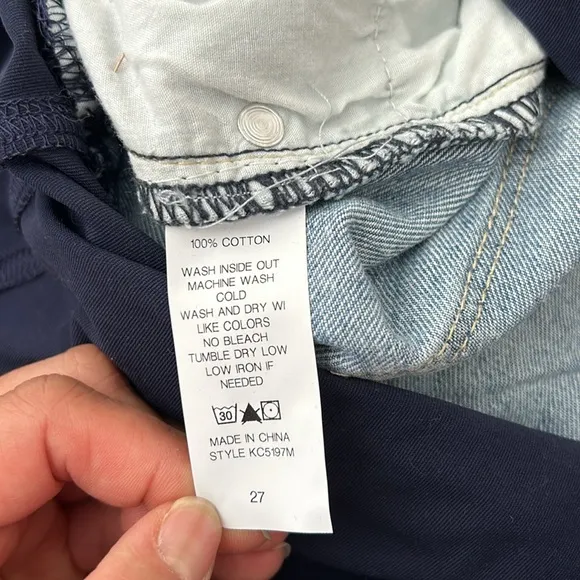 100% COTTON
WASH INSIDE OUT
MACHINE WASH
COLD
WASH AND DRY WI
LIKE COLORS
NO BLEACH
TUMBLE DRY LOW
LOW IRON IF
NEEDED
30
MADE IN CHINA
STYLE KC5197M
27